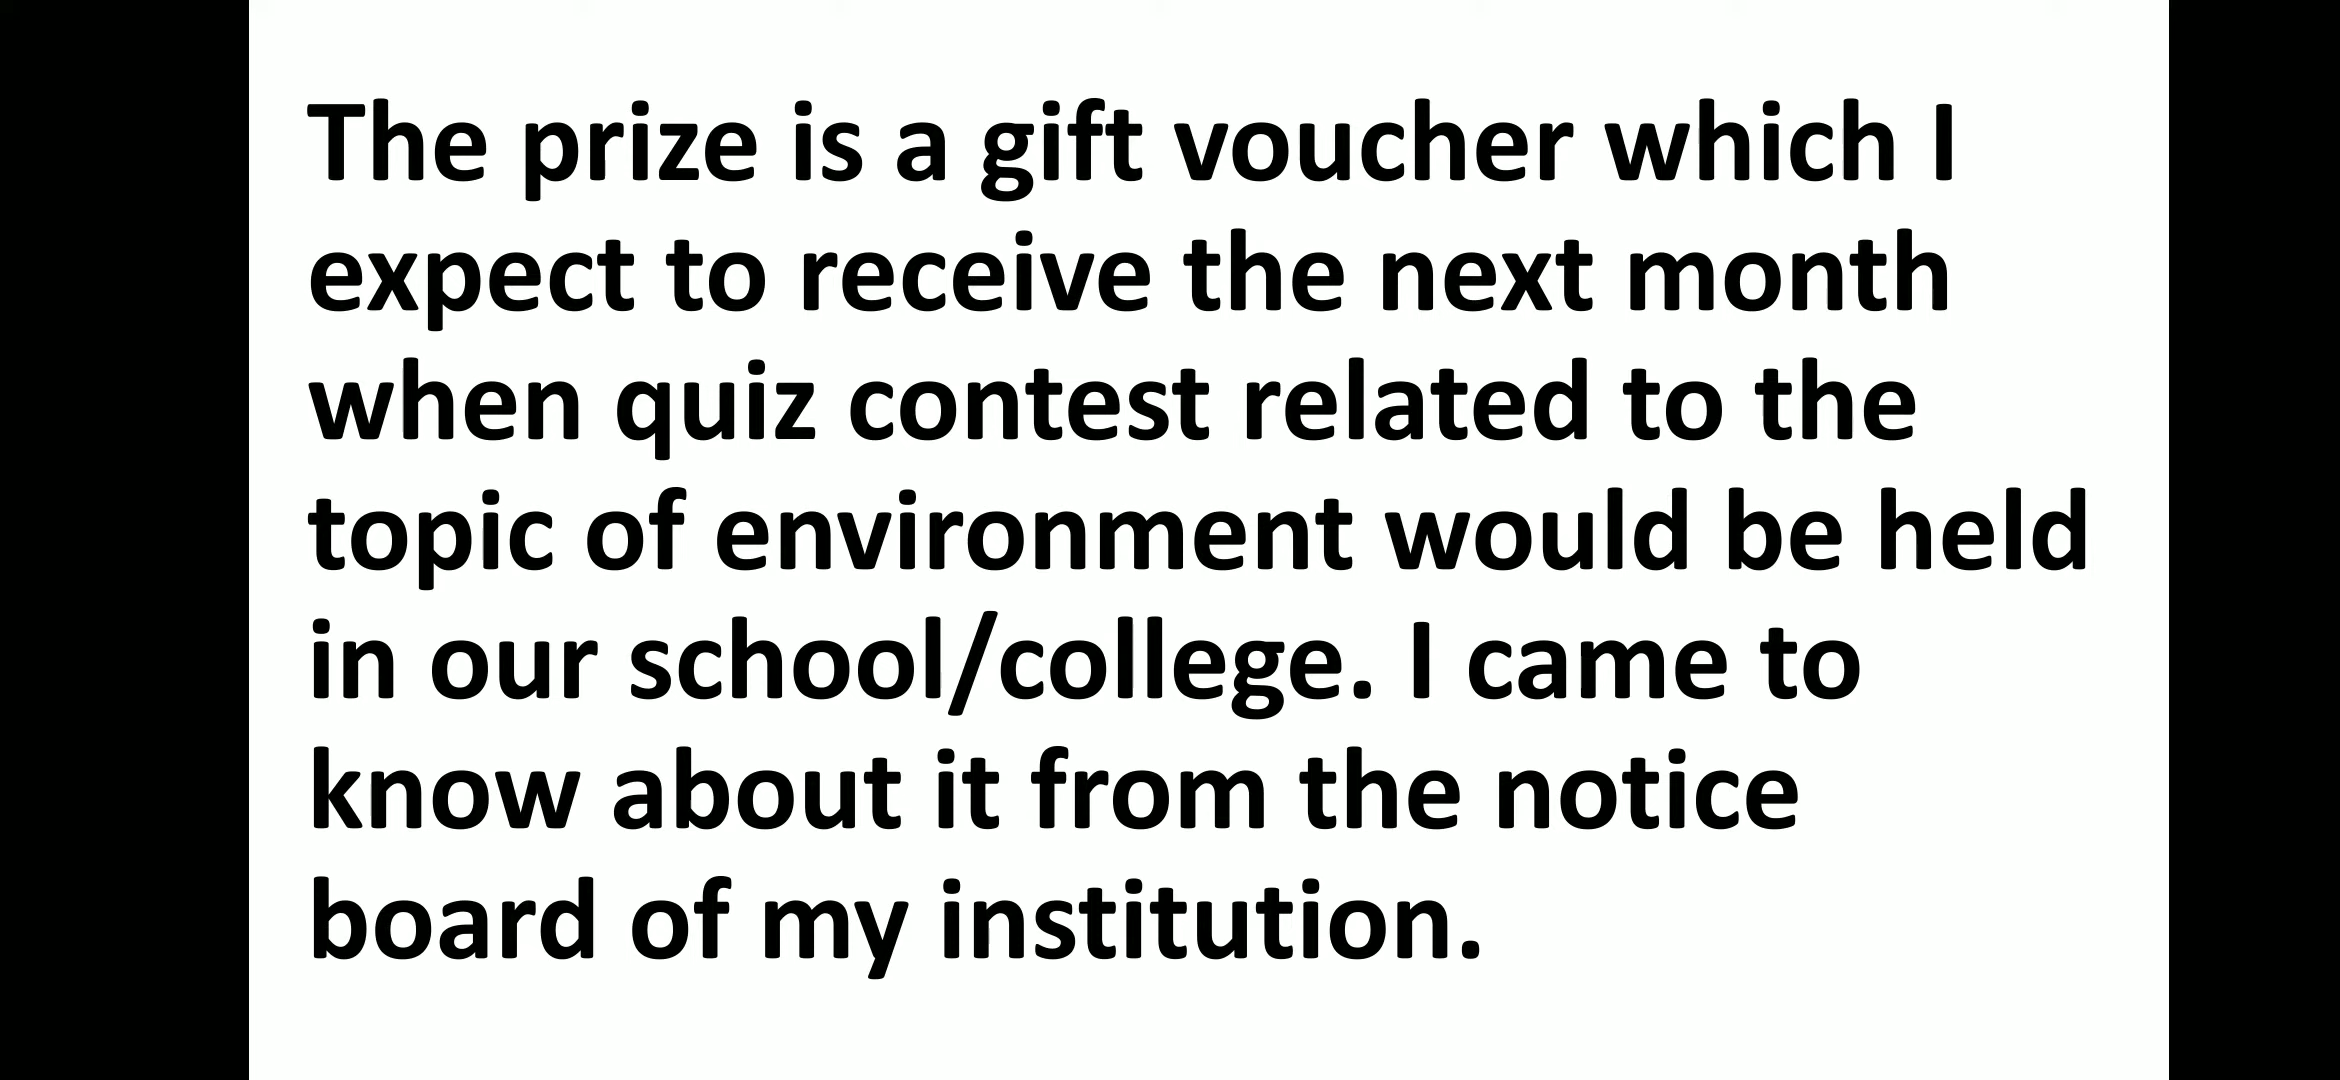 The prize is a gift voucher which I
expect to receive the next month
when quiz contest related to the
topic of environment would be held
in our school/college. I came to
know about it from the notice
board of my institution.